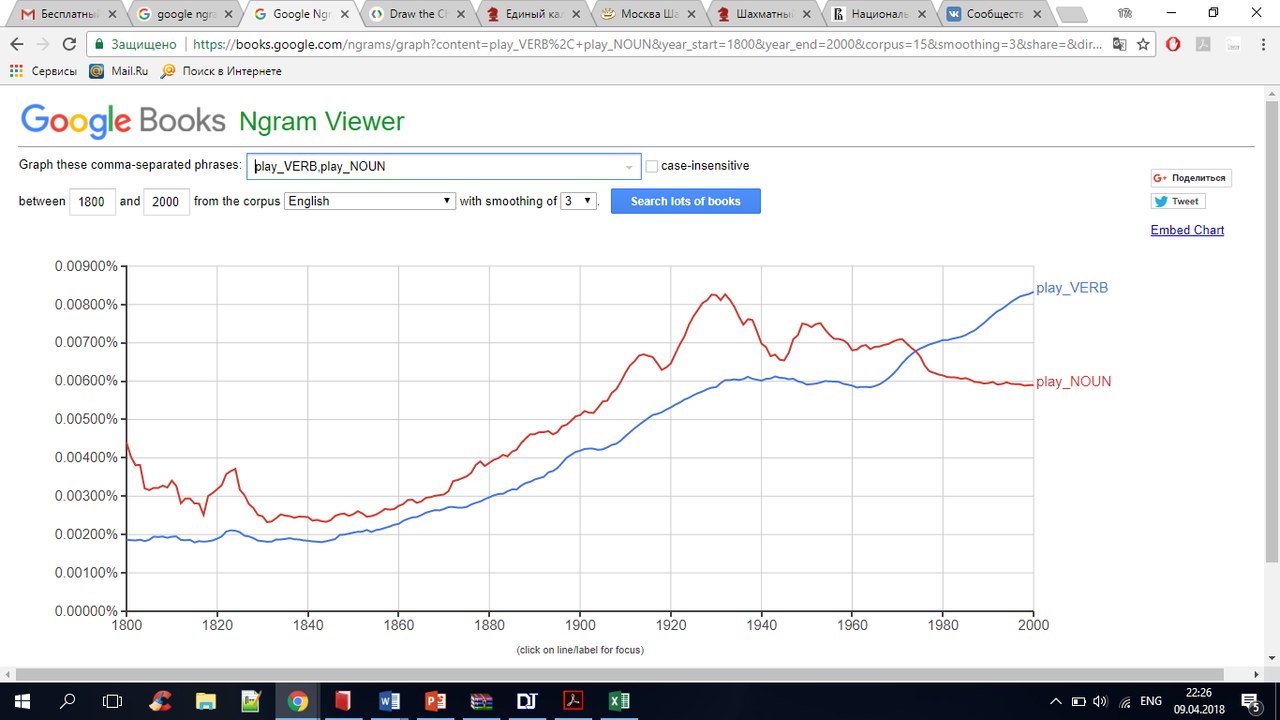 Бесплатный
google ngra
Google Ngr
Draw the Cl
Единый кал
Москва Ша
Шахматны
Националь
Сообществ
Защищено https://books.google.com/ngrams/graph?content=play_VERB%2C+play_NOUN&year_start=1800&year_end=2000&corpus=15&smoothing=3&share=&dir...
Сервисы Mail.Ru Поиск в Интернете
Google Books Ngram Viewer
Graph these comma-separated phrases: play_VERB,play_NOUN case-insensitive
between 1800 and 2000 from the corpus English with smoothing of 3 . Search lots of books
G+ Поделиться
Tweet
Embed Chart
0.00900%
0.00800%
0.00700%
0.00600%
0.00500%
0.00400%
0.00300%
0.00200%
0.00100%
0.00000%
play_VERB
play_NOUN
1800 1820 1840 1860 1880 1900 1920 1940 1960 1980 2000
(click on line/label for focus)
ENG
22:26
09.04.2018
5